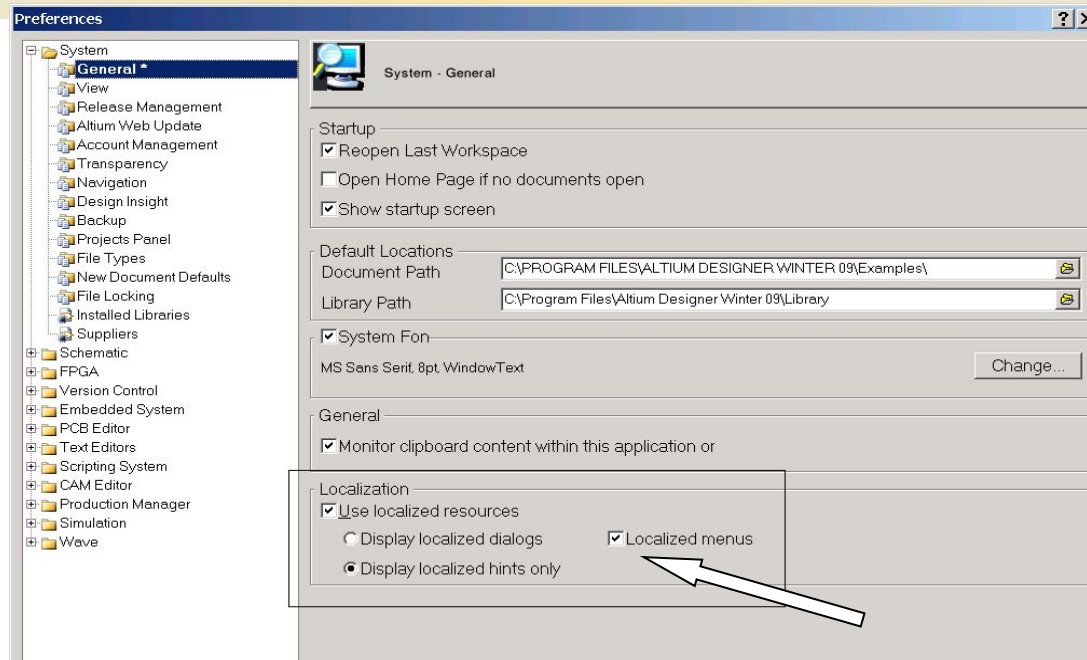 Preferences
System
General *
View
Release Management
Altium Web Update
Account Management
Transparency
Navigation
Design Insight
Backup
Projects Panel
File Types
New Document Defaults
File Locking
Installed Libraries
Suppliers
Schematic
FPGA
Version Control
Embedded System
PCB Editor
Text Editors
Scripting System
CAM Editor
Production Manager
Simulation
Wave
System - General
Startup
Reopen Last Workspace
Open Home Page if no documents open
Show startup screen
Default Locations
Document Path C:\PROGRAM FILES\ALTIUM DESIGNER WINTER 09\Examples\
Library Path C:\Program Files\Altium Designer Winter 09\Library
System Fon
MS Sans Serif, 8pt, WindowText Change...
General
Monitor clipboard content within this application or
Localization
Use localized resources
Display localized dialogs Localized menus
Display localized hints only